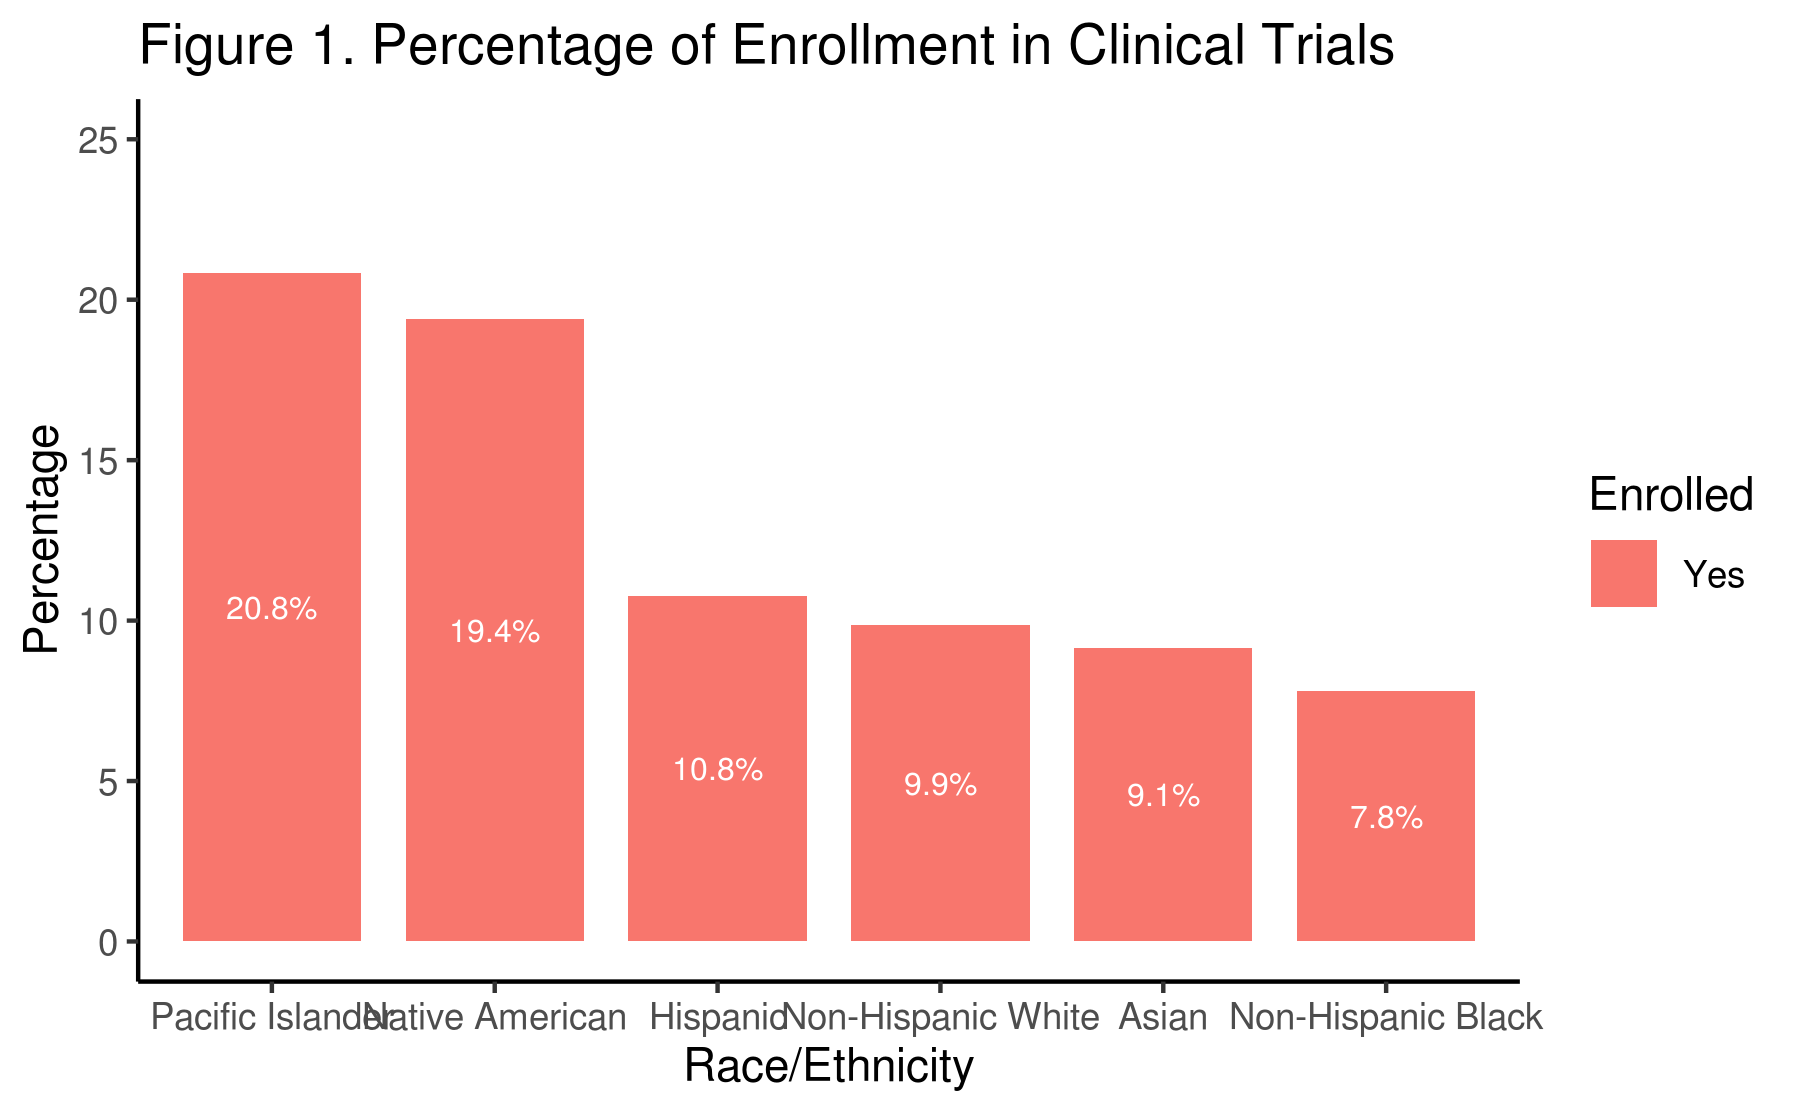 Figure 1. Percentage of Enrollment in Clinical Trials
Percentage
25
20
15
10
5
0
20.8%
19.4%
10.8%
9.9%
9.1%
7.8%
Pacific Islander Native American Hispanic Non-Hispanic White Asian Non-Hispanic Black
Race/Ethnicity
Enrolled
Yes